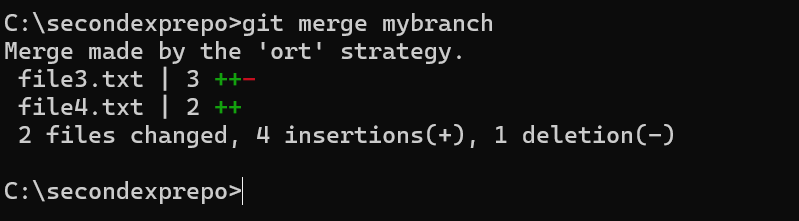 C:\secondexprepo>git merge mybranch
Merge made by the 'ort' strategy.
 file3.txt | 3 ++-
 file4.txt | 2 ++
 2 files changed, 4 insertions(+), 1 deletion(-)
C:\secondexprepo>